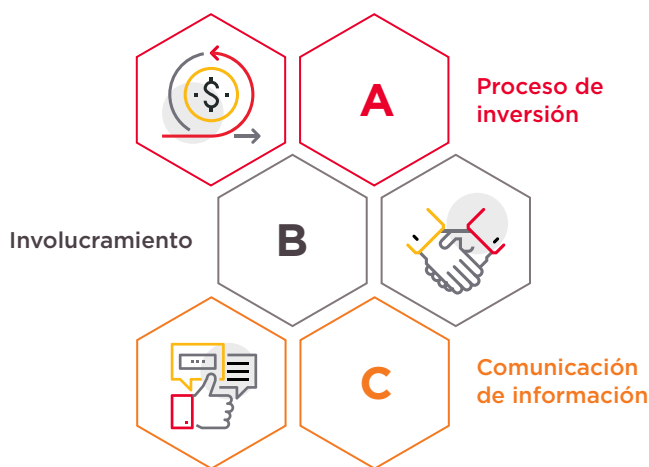 $
A
Proceso de
inversión
Involucramiento
B
C
Comunicación
de información